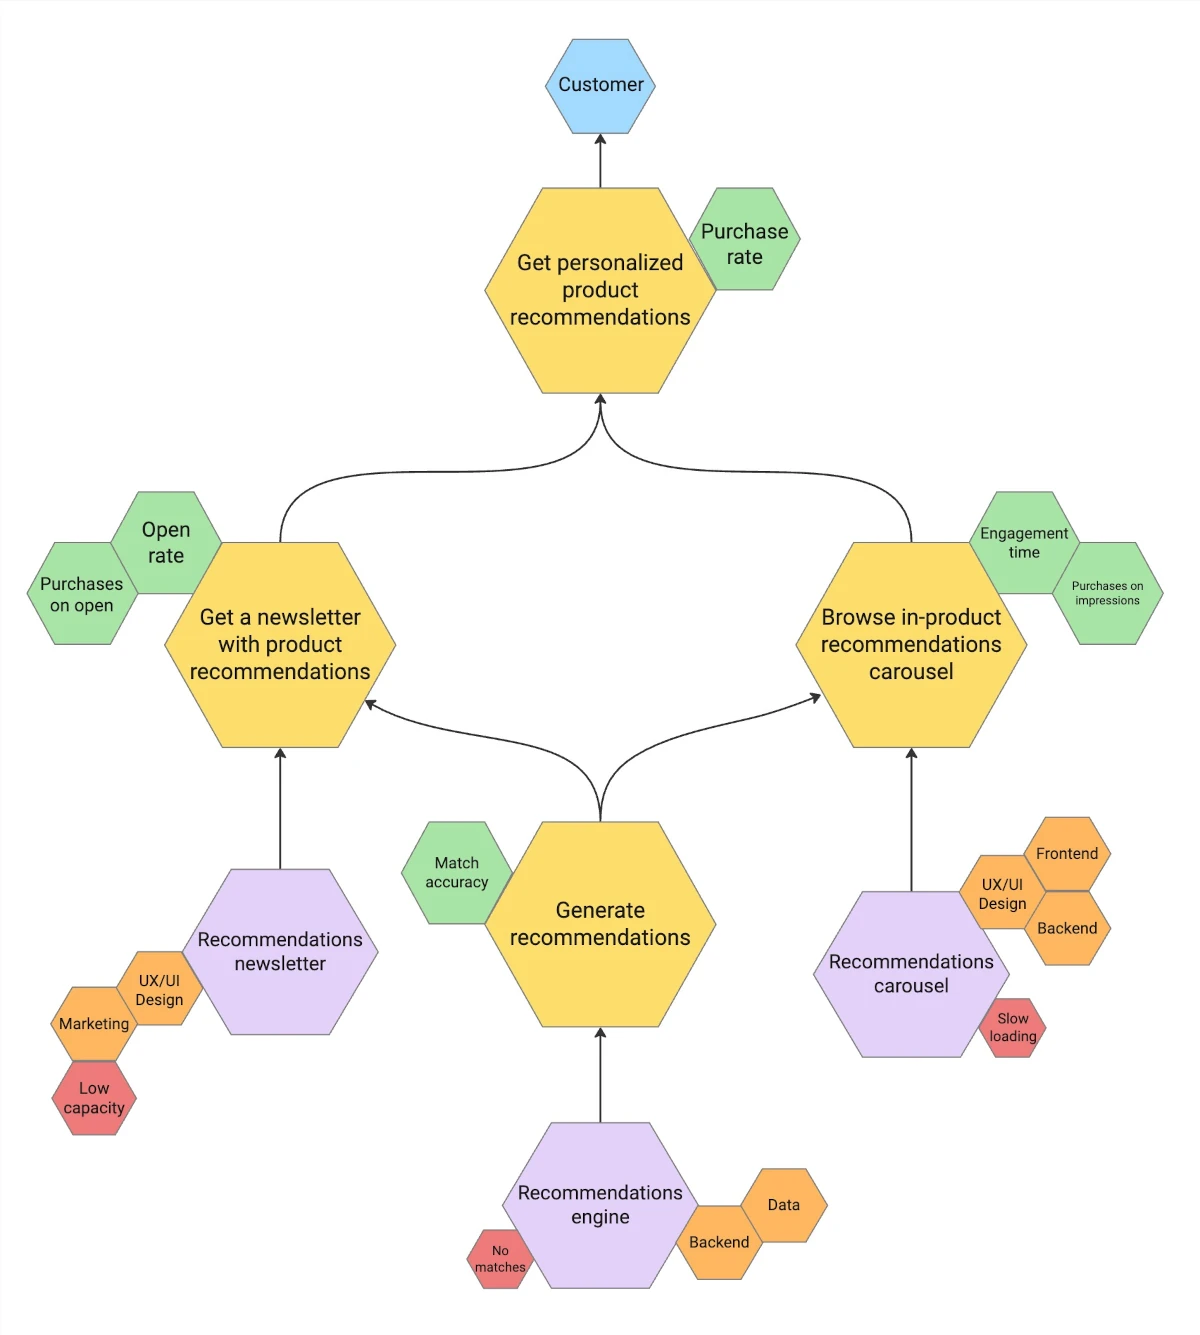 Customer
Get personalized
product
recommendations
Purchase
rate
Open
rate
Purchases
on open
Get a newsletter
with product
recommendations
Engagement
time
Purchases on
impressions
Browse in-product
recommendations
carousel
Match
accuracy
Generate
recommendations
Recommendations
newsletter
UX/UI
Design
Marketing
Low
capacity
Frontend
UX/UI
Design
Backend
Recommendations
carousel
Slow
loading
Recommendations
engine
No
matches
Backend
Data